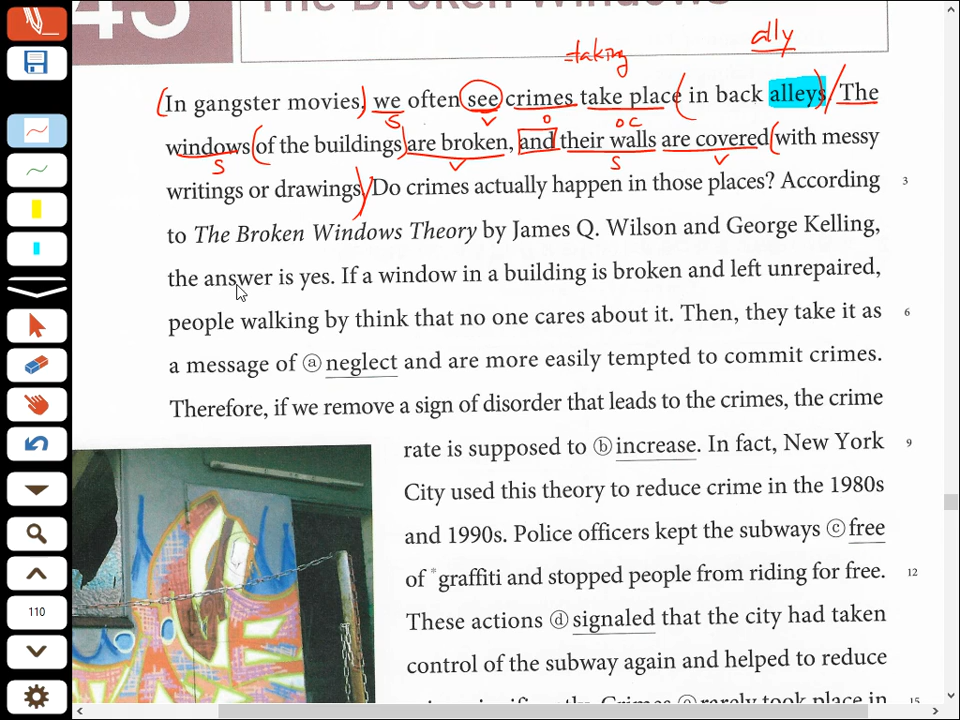 45 The Broken Windows
ally
=taking
In gangster movies, we often see crimes take place in back alleys. The
S V O OC
windows of the buildings are broken, and their walls are covered with messy
S V S V
writings or drawings. Do crimes actually happen in those places? According 3
to The Broken Windows Theory by James Q. Wilson and George Kelling,
the answer is yes. If a window in a building is broken and left unrepaired,
people walking by think that no one cares about it. Then, they take it as 6
a message of ⓐ neglect and are more easily tempted to commit crimes.
Therefore, if we remove a sign of disorder that leads to the crimes, the crime
rate is supposed to ⓑ increase. In fact, New York 9
City used this theory to reduce crime in the 1980s
and 1990s. Police officers kept the subways ⓒ free
of *graffiti and stopped people from riding for free. 12
These actions ⓓ signaled that the city had taken
control of the subway again and helped to reduce
rarely took place in 15
110